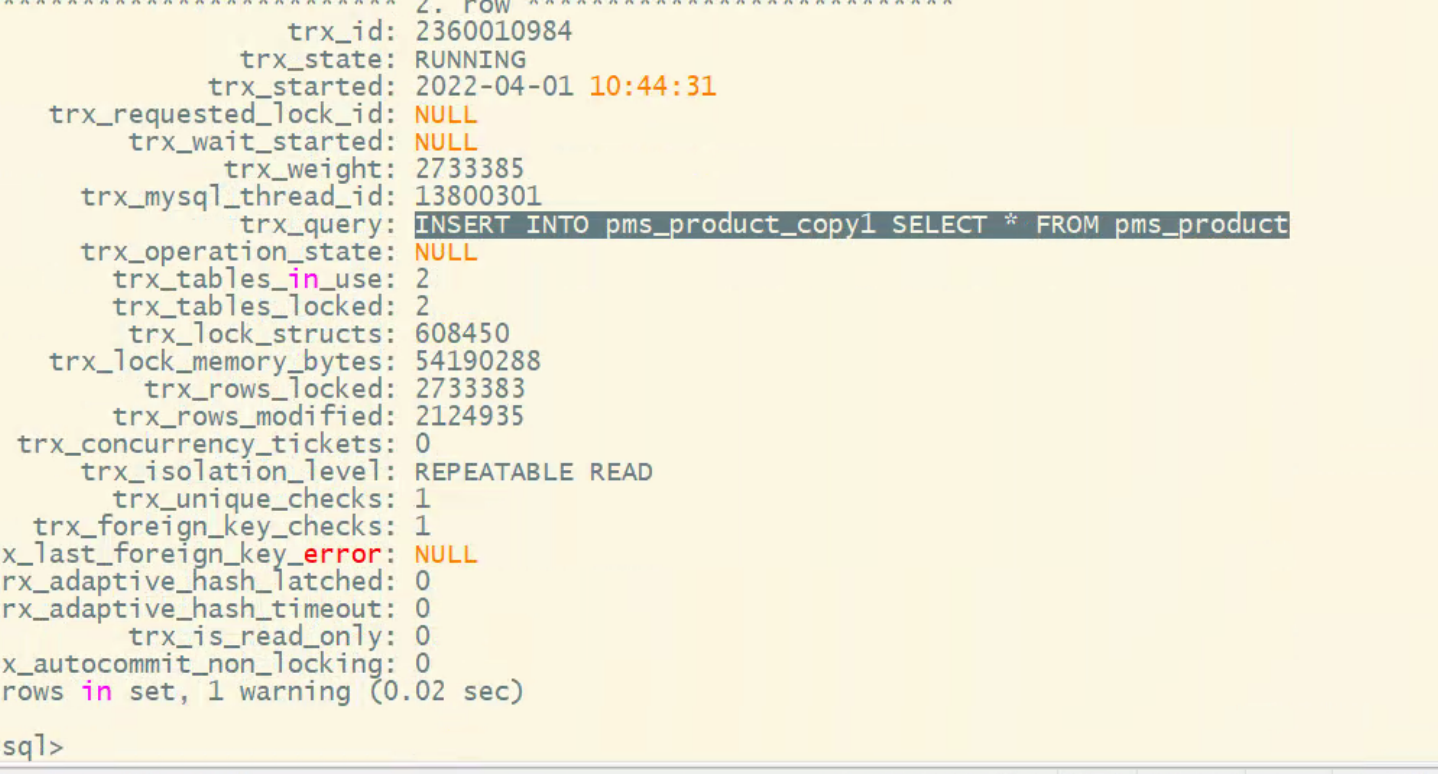 *************************** 2. row ***************************
trx_id: 2360010984
trx_state: RUNNING
trx_started: 2022-04-01 10:44:31
trx_requested_lock_id: NULL
trx_wait_started: NULL
trx_weight: 2733385
trx_mysql_thread_id: 13800301
trx_query: INSERT INTO pms_product_copy1 SELECT * FROM pms_product
trx_operation_state: NULL
trx_tables_in_use: 2
trx_tables_locked: 2
trx_lock_structs: 608450
trx_lock_memory_bytes: 54190288
trx_rows_locked: 2733383
trx_rows_modified: 2124935
trx_concurrency_tickets: 0
trx_isolation_level: REPEATABLE READ
trx_unique_checks: 1
trx_foreign_key_checks: 1
x_last_foreign_key_error: NULL
rx_adaptive_hash_latched: 0
rx_adaptive_hash_timeout: 0
trx_is_read_only: 0
x_autocommit_non_locking: 0
rows in set, 1 warning (0.02 sec)
sql>